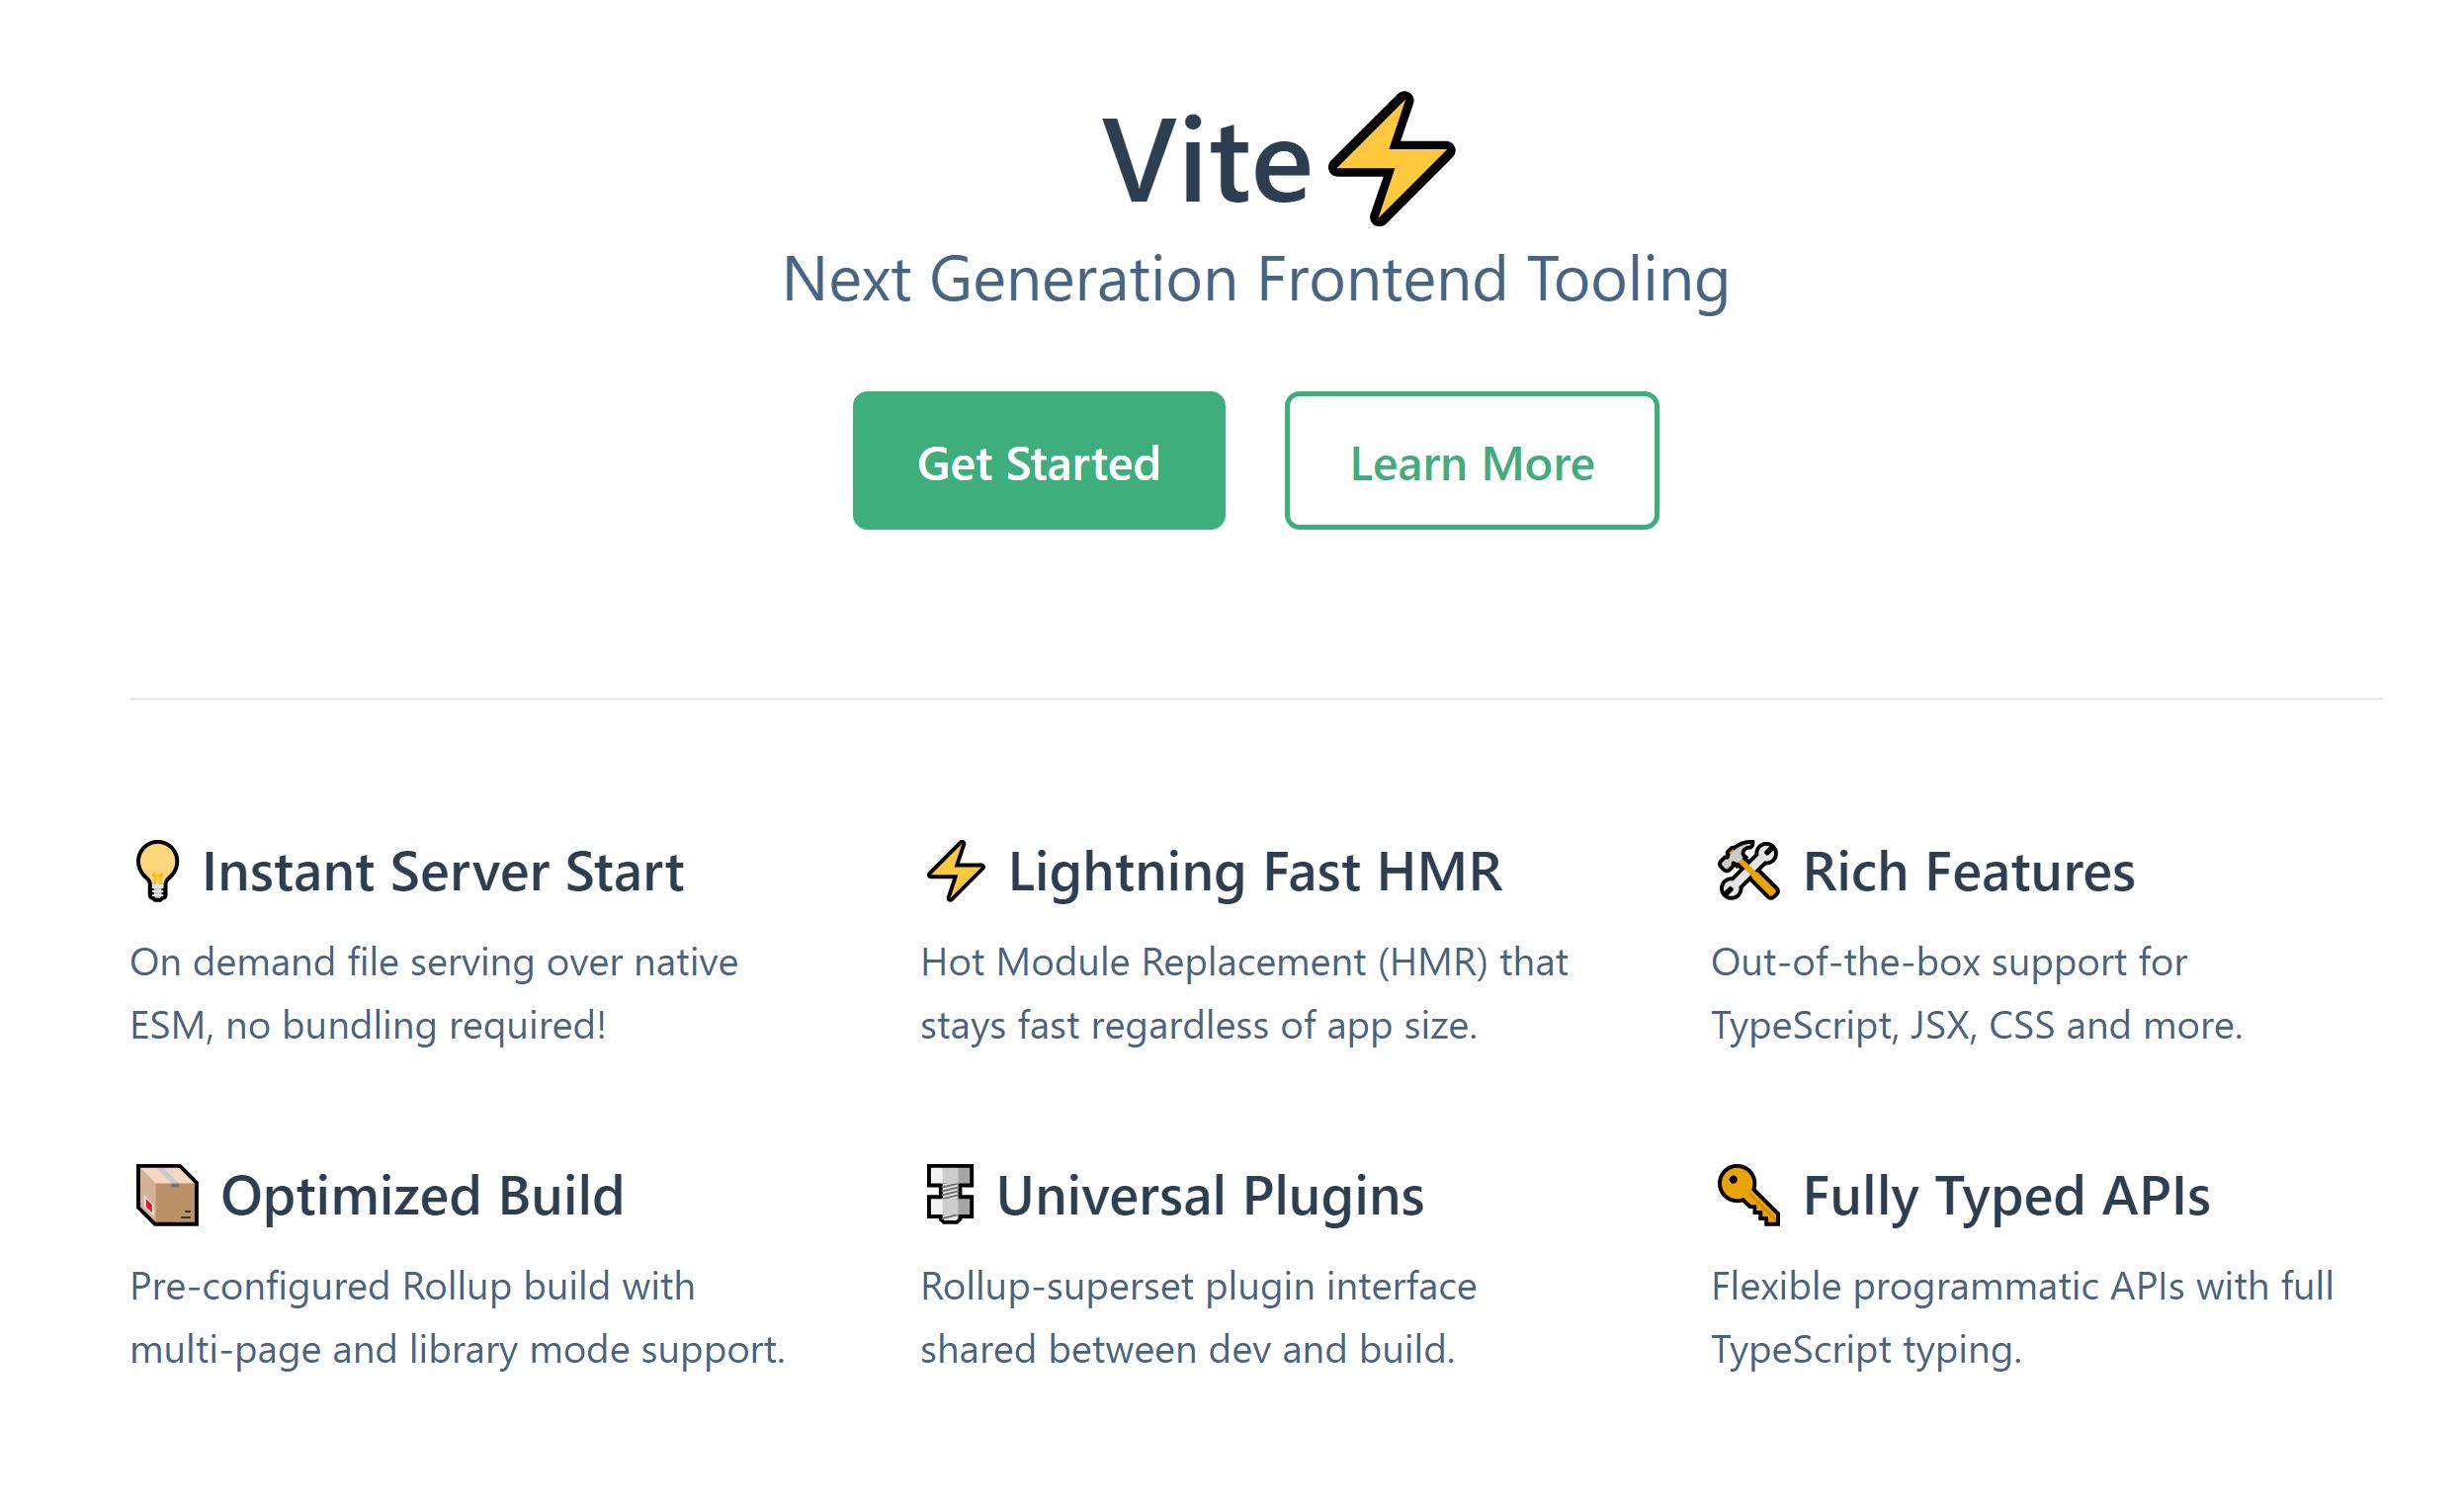 Vite⚡
Next Generation Frontend Tooling
Get Started
Learn More
💡 Instant Server Start
On demand file serving over native
ESM, no bundling required!
⚡ Lightning Fast HMR
Hot Module Replacement (HMR) that
stays fast regardless of app size.
🛠️ Rich Features
Out-of-the-box support for
TypeScript, JSX, CSS and more.
📦 Optimized Build
Pre-configured Rollup build with
multi-page and library mode support.
🔩 Universal Plugins
Rollup-superset plugin interface
shared between dev and build.
🔑 Fully Typed APIs
Flexible programmatic APIs with full
TypeScript typing.